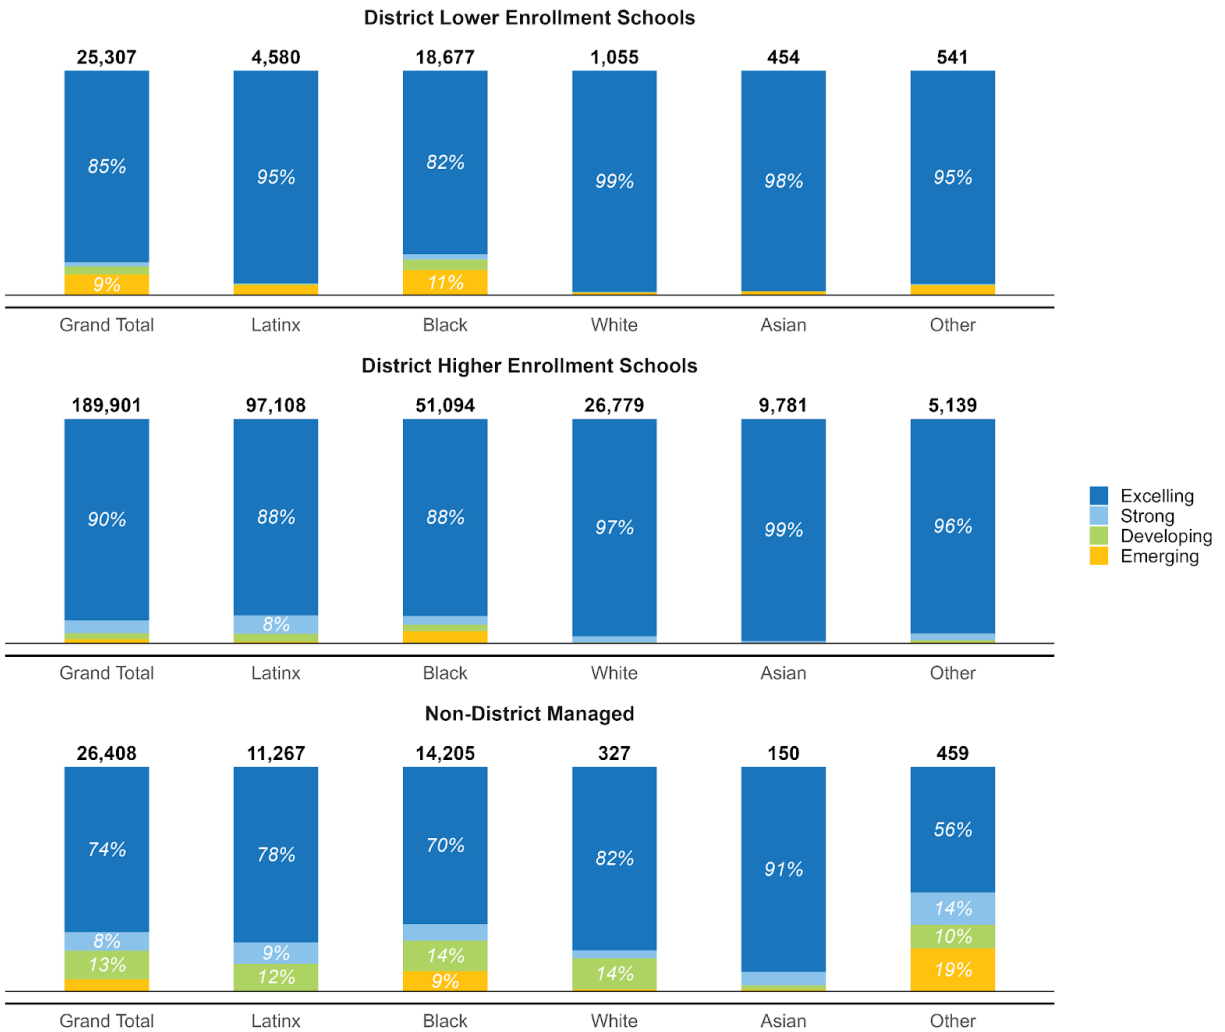 District Lower Enrollment Schools
25,307 4,580 18,677 1,055 454 541
85% 95% 82% 99% 98% 95%
9% 11%
Grand Total Latinx Black White Asian Other
District Higher Enrollment Schools
189,901 97,108 51,094 26,779 9,781 5,139
90% 88% 88% 97% 99% 96%
8%
Grand Total Latinx Black White Asian Other
Excelling
Strong
Developing
Emerging
Non-District Managed
26,408 11,267 14,205 327 150 459
74% 78% 70% 82% 91% 56%
8% 9% 14%
13% 12% 14% 14% 10%
9% 19%
Grand Total Latinx Black White Asian Other